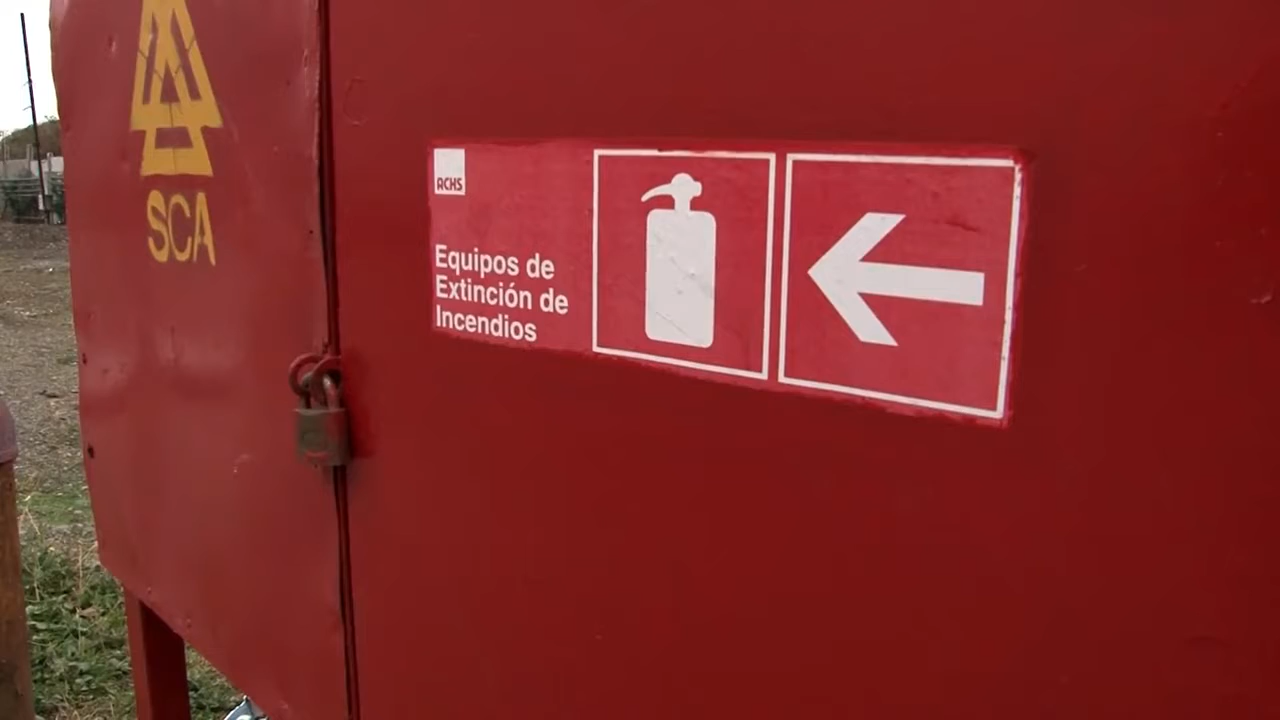 SCA
ACHS
Equipos de
Extinción de
Incendios